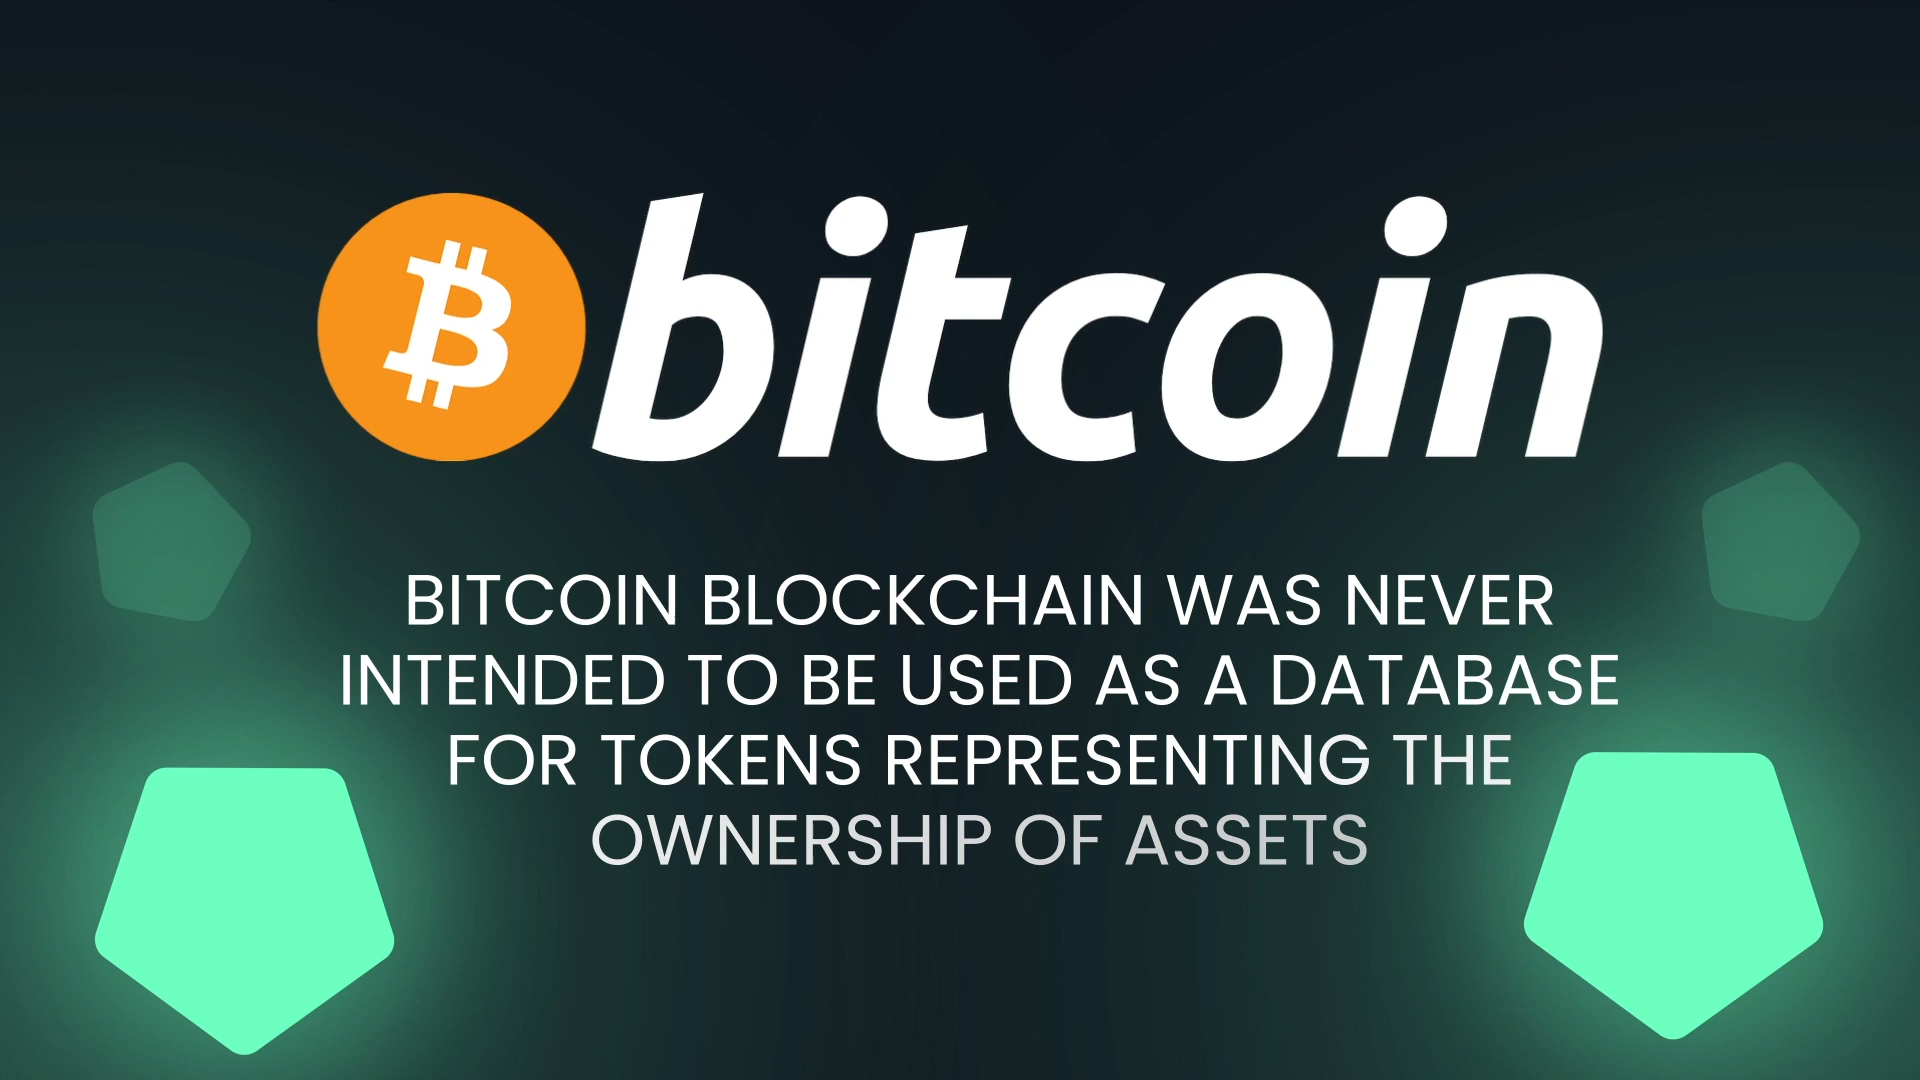 bitcoin
BITCOIN BLOCKCHAIN WAS NEVER
INTENDED TO BE USED AS A DATABASE
FOR TOKENS REPRESENTING THE
OWNERSHIP OF ASSETS